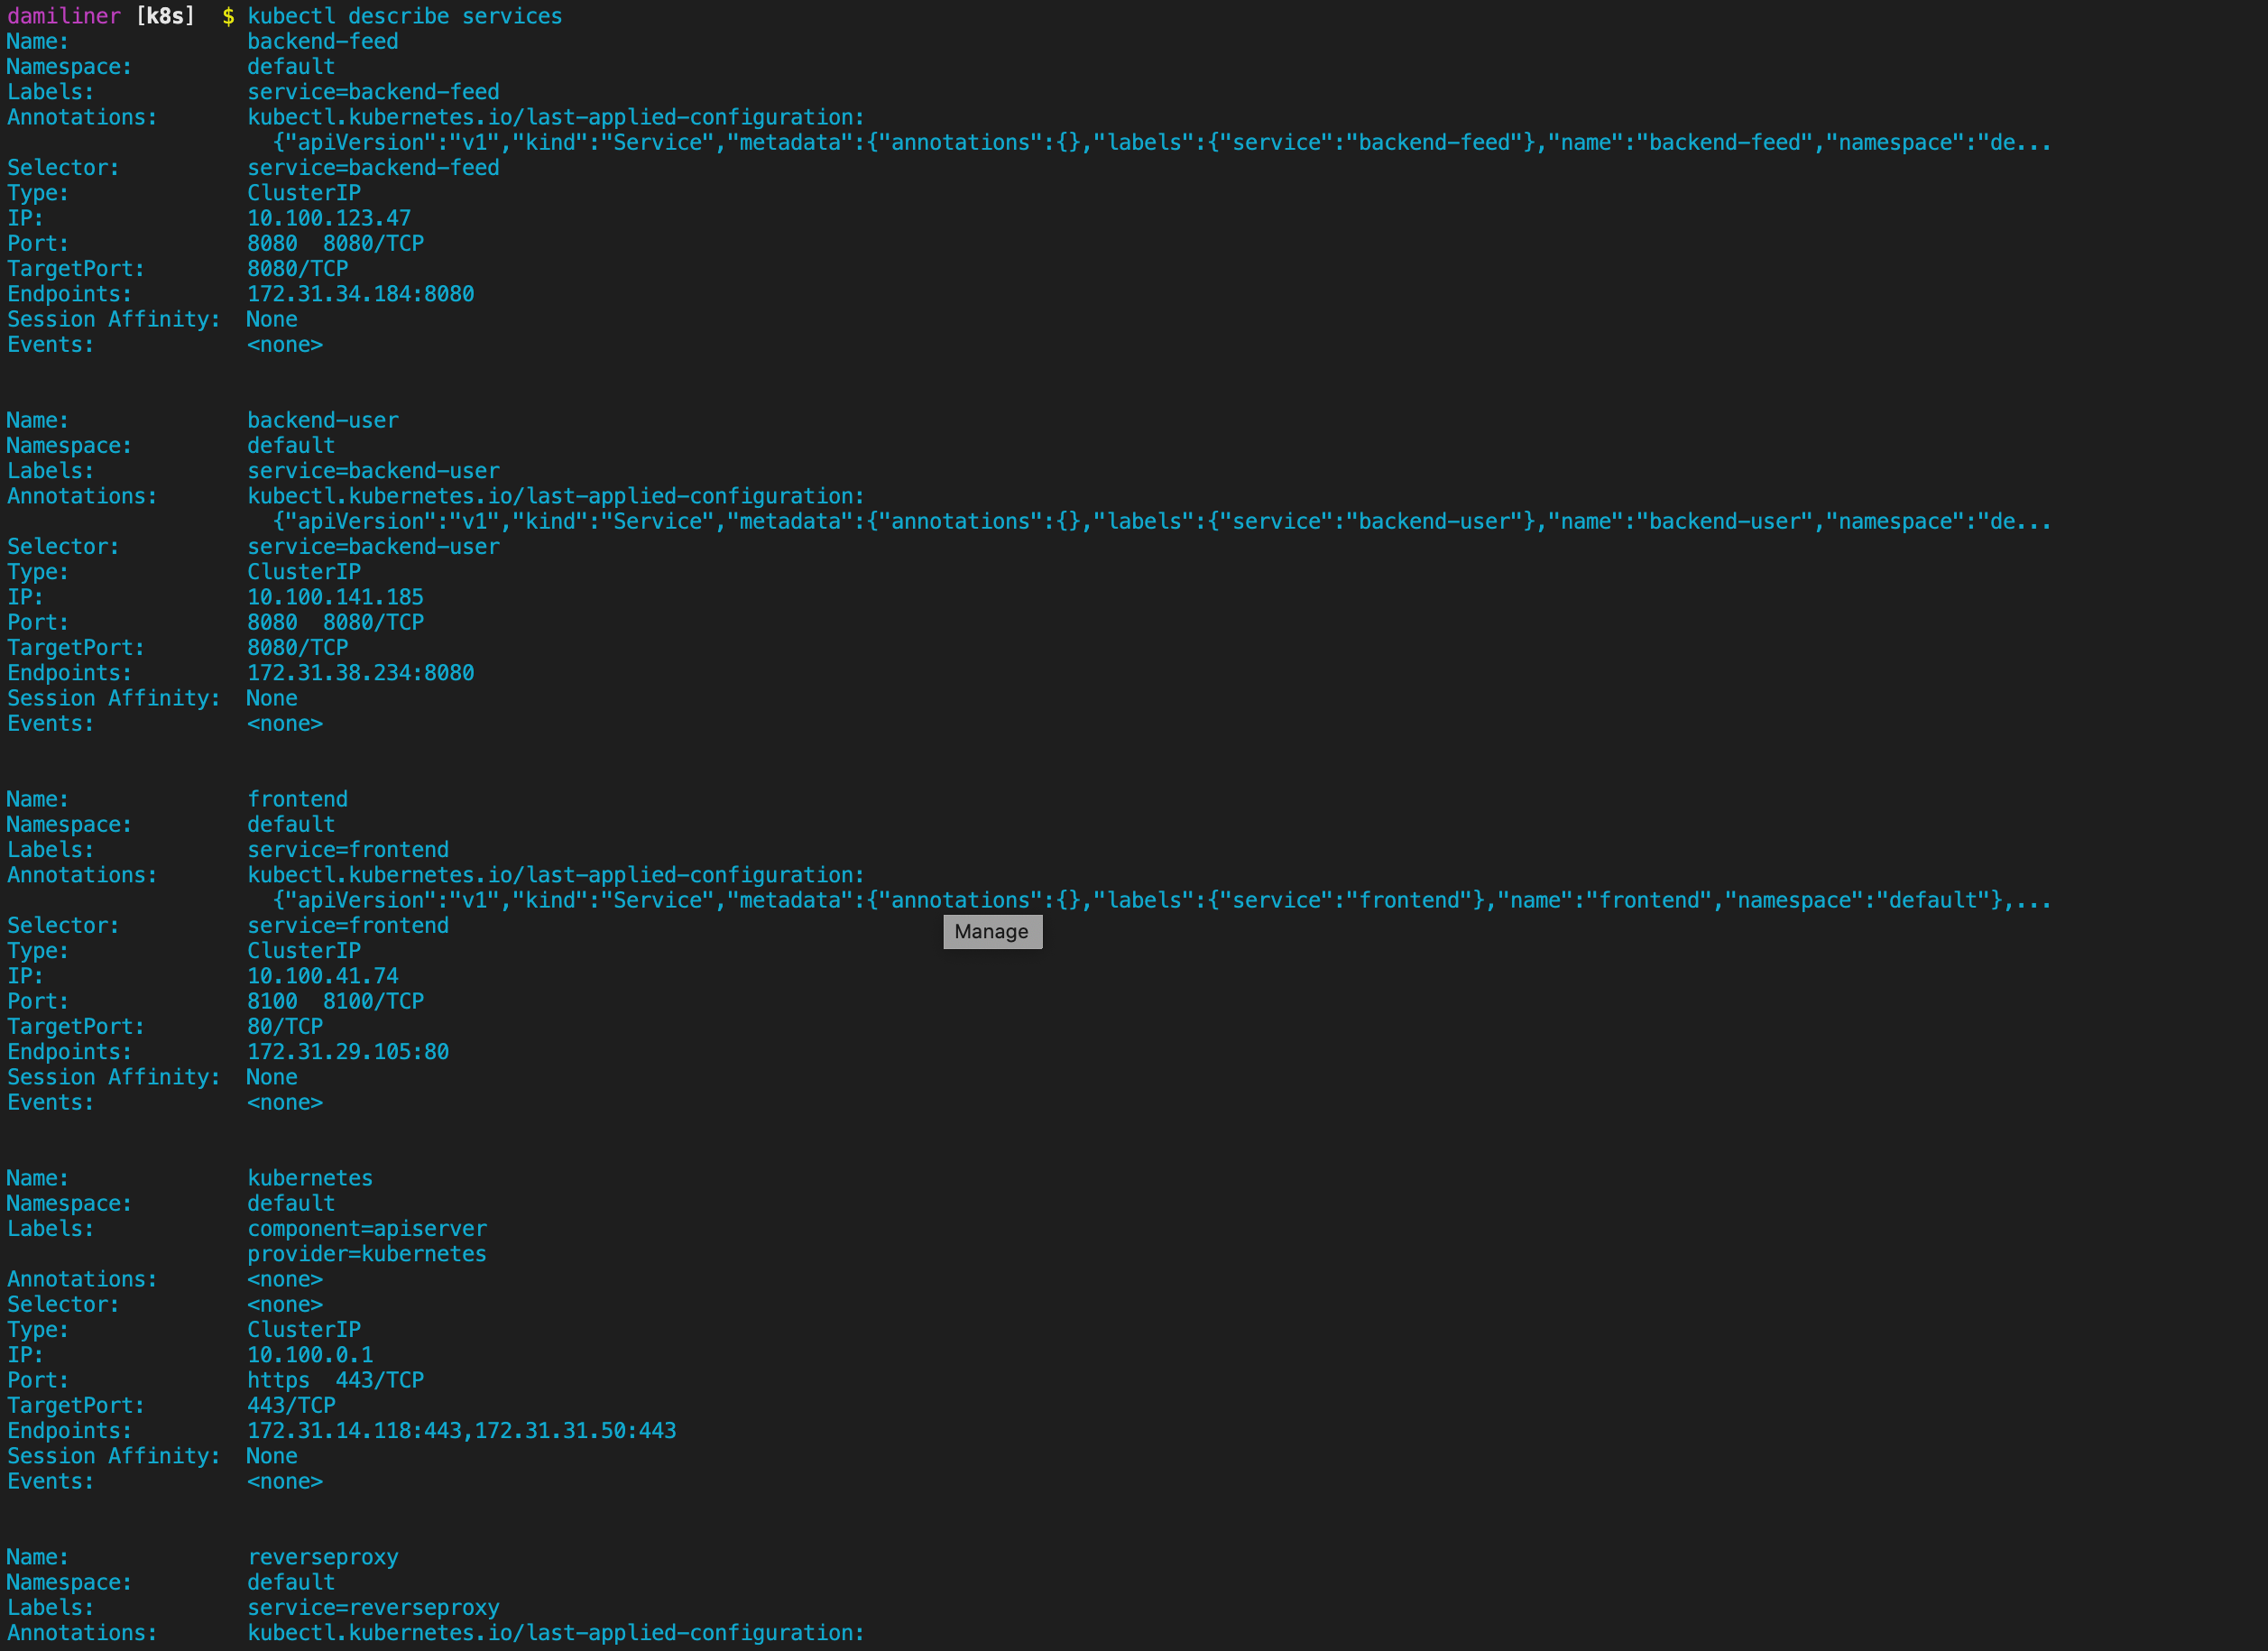 damiliner [k8s]  $ kubectl describe services
Name:              backend-feed
Namespace:         default
Labels:            service=backend-feed
Annotations:       kubectl.kubernetes.io/last-applied-configuration:
                     {"apiVersion":"v1","kind":"Service","metadata":{"annotations":{},"labels":{"service":"backend-feed"},"name":"backend-feed","namespace":"de...
Selector:          service=backend-feed
Type:              ClusterIP
IP:                10.100.123.47
Port:              8080  8080/TCP
TargetPort:        8080/TCP
Endpoints:         172.31.34.184:8080
Session Affinity:  None
Events:            <none>

Name:              backend-user
Namespace:         default
Labels:            service=backend-user
Annotations:       kubectl.kubernetes.io/last-applied-configuration:
                     {"apiVersion":"v1","kind":"Service","metadata":{"annotations":{},"labels":{"service":"backend-user"},"name":"backend-user","namespace":"de...
Selector:          service=backend-user
Type:              ClusterIP
IP:                10.100.141.185
Port:              8080  8080/TCP
TargetPort:        8080/TCP
Endpoints:         172.31.38.234:8080
Session Affinity:  None
Events:            <none>

Name:              frontend
Namespace:         default
Labels:            service=frontend
Annotations:       kubectl.kubernetes.io/last-applied-configuration:
                     {"apiVersion":"v1","kind":"Service","metadata":{"annotations":{},"labels":{"service":"frontend"},"name":"frontend","namespace":"default"},...
Selector:          service=frontend
Manage
Type:              ClusterIP
IP:                10.100.41.74
Port:              8100  8100/TCP
TargetPort:        80/TCP
Endpoints:         172.31.29.105:80
Session Affinity:  None
Events:            <none>

Name:              kubernetes
Namespace:         default
Labels:            component=apiserver
                   provider=kubernetes
Annotations:       <none>
Selector:          <none>
Type:              ClusterIP
IP:                10.100.0.1
Port:              https  443/TCP
TargetPort:        443/TCP
Endpoints:         172.31.14.118:443,172.31.31.50:443
Session Affinity:  None
Events:            <none>

Name:              reverseproxy
Namespace:         default
Labels:            service=reverseproxy
Annotations:       kubectl.kubernetes.io/last-applied-configuration: